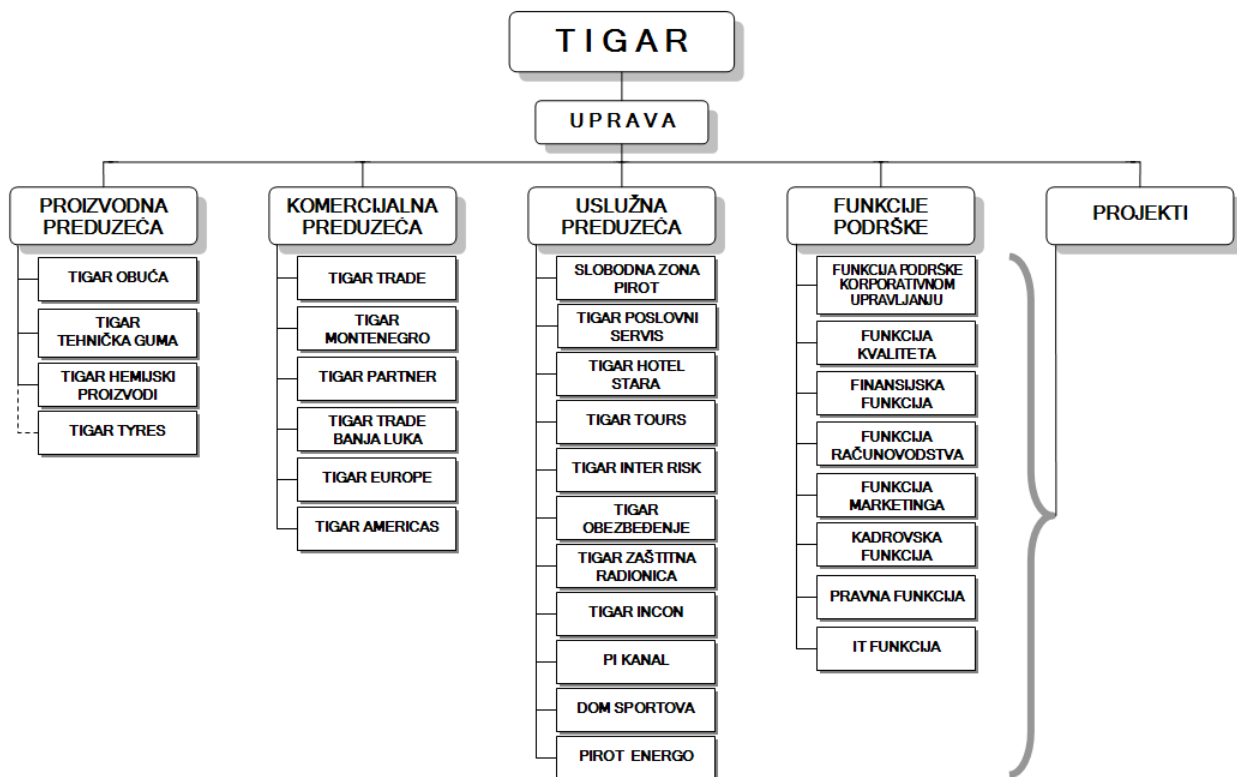 TIGAR
UPRAVA
PROIZVODNA
PREDUZEĆA
TIGAR OBUĆA
TIGAR
TEHNIČKA GUMA
TIGAR HEMIJSKI
PROIZVODI
TIGAR TYRES
KOMERCIJALNA
PREDUZEĆA
TIGAR TRADE
TIGAR
MONTENEGRO
TIGAR PARTNER
TIGAR TRADE
BANJA LUKA
TIGAR EUROPE
TIGAR AMERICAS
USLUŽNA
PREDUZEĆA
SLOBODNA ZONA
PIROT
TIGAR POSLOVNI
SERVIS
TIGAR HOTEL
STARA
TIGAR TOURS
TIGAR INTER RISK
TIGAR
OBEZBEĐENJE
TIGAR ZAŠTITNA
RADIONICA
TIGAR INCON
PI KANAL
DOM SPORTOVA
PIROT ENERGO
FUNKCIJE
PODRŠKE
FUNKCIJA PODRŠKE
KORPORATIVNOM
UPRAVLJANJU
FUNKCIJA
KVALITETA
FINANSIJSKA
FUNKCIJA
FUNKCIJA
RAČUNOVODSTVA
FUNKCIJA
MARKETINGA
KADROVSKA
FUNKCIJA
PRAVNA FUNKCIJA
IT FUNKCIJA
PROJEKTI